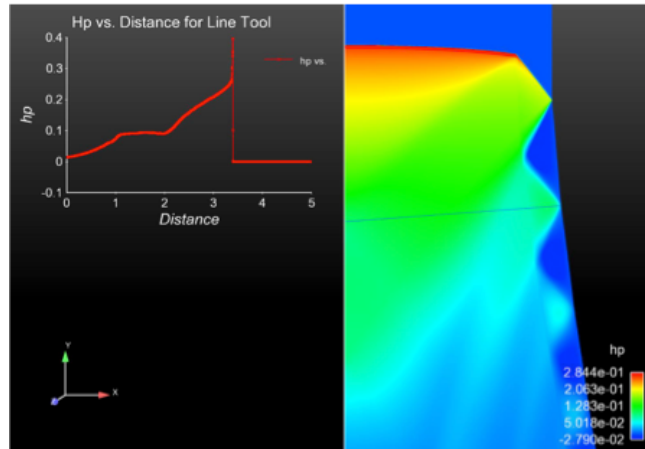 Hp vs. Distance for Line Tool
0.4
0.3
0.2
0.1
0
-0.1
hp
hp vs.
0 1 2 3 4 5
Distance
Y
X
hp
2.844e-01
2.063e-01
1.283e-01
5.018e-02
-2.790e-02